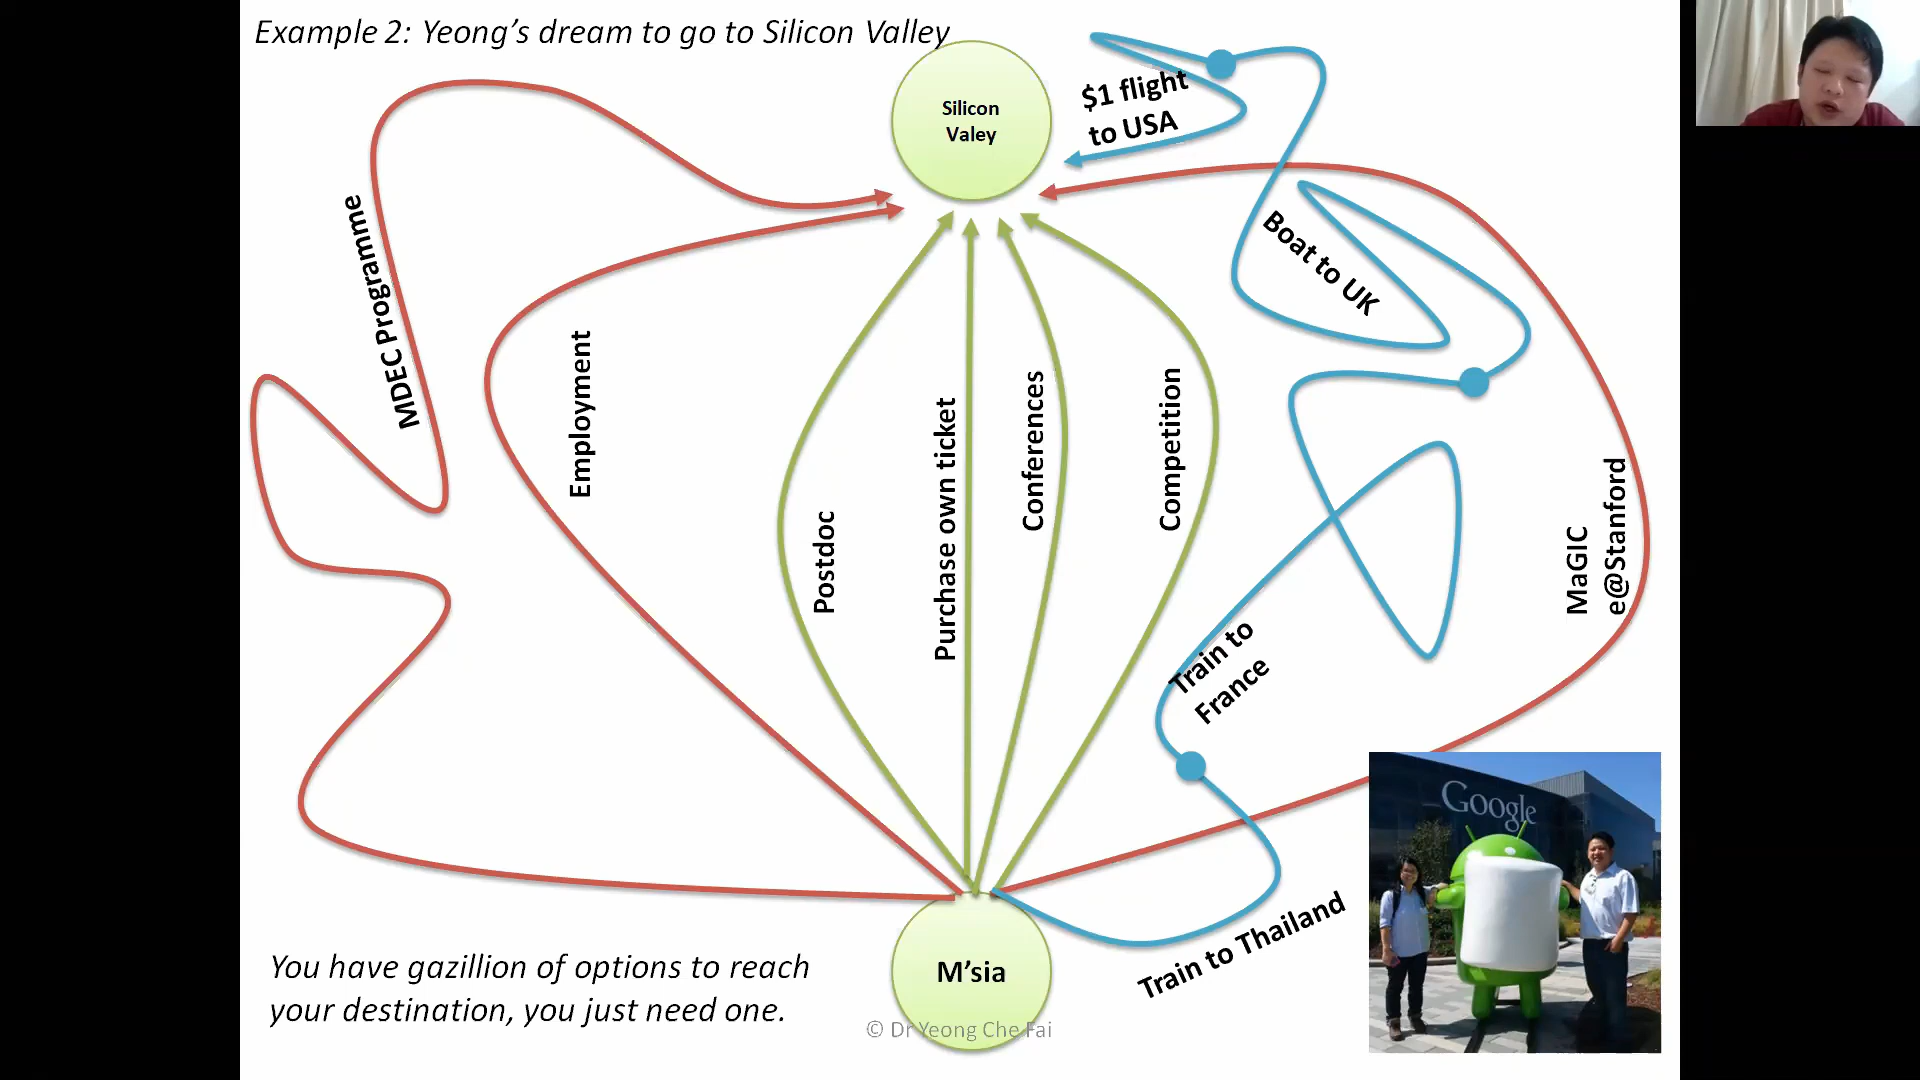 Example 2: Yeong's dream to go to Silicon Valley
Silicon
Valey
$1 flight
to USA
Boat to UK
MDEC Programme
Employment
Postdoc
Purchase own ticket
Conferences
Competition
MaGIC
e@Stanford
Train to
France
Train to Thailand
Google
M'sia
You have gazillion of options to reach
your destination, you just need one.
© Dr Yeong Che Fai